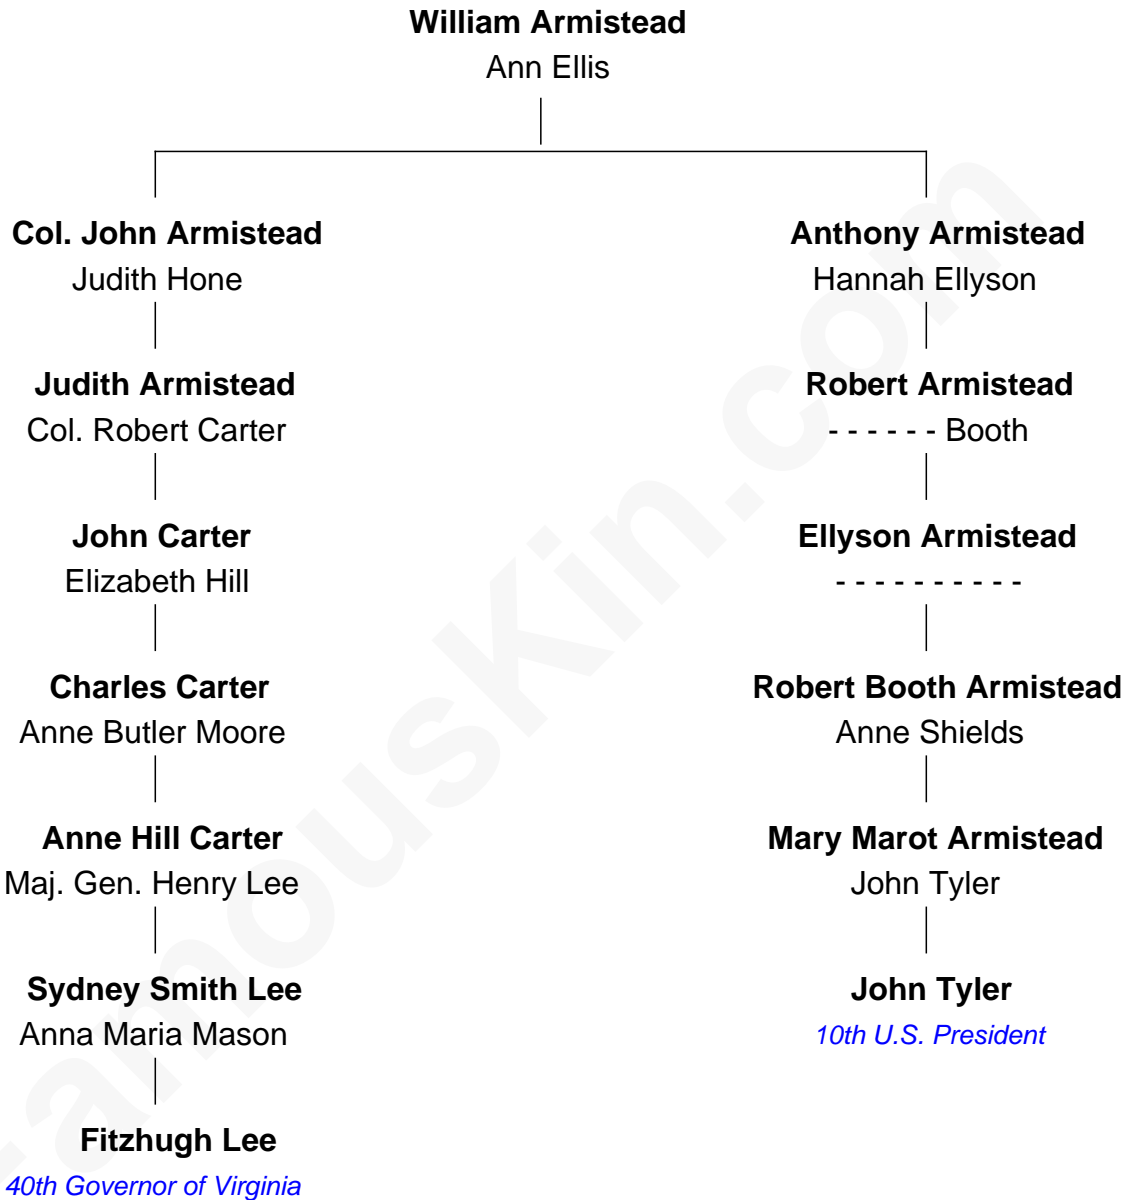 William Armistead
Ann Ellis
Col. John Armistead
Judith Hone
Anthony Armistead
Hannah Ellyson
Judith Armistead
Col. Robert Carter
Robert Armistead
- - - - - - Booth
John Carter
Elizabeth Hill
Ellyson Armistead
- - - - - - - - - -
Charles Carter
Anne Butler Moore
Robert Booth Armistead
Anne Shields
Anne Hill Carter
Maj. Gen. Henry Lee
Mary Marot Armistead
John Tyler
Sydney Smith Lee
Anna Maria Mason
John Tyler
10th U.S. President
Fitzhugh Lee
40th Governor of Virginia
FamousKin.com